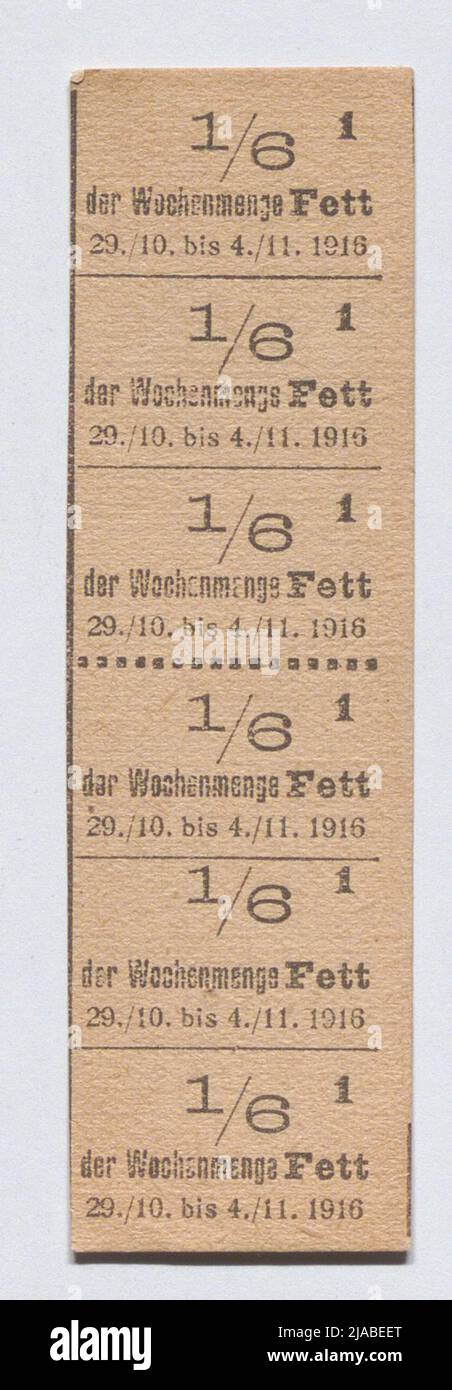 1/6 1
der Wochenmenge Fett
29./10. bis 4./11. 1916
1/6 1
der Wochenmenge Fett
29./10. bis 4./11. 1916
1/6 1
der Wochenmenge Fett
29./10. bis 4./11. 1916
1/6 1
der Wochenmenge Fett
29./10. bis 4./11. 1916
1/6 1
der Wochenmenge Fett
29./10. bis 4./11. 1916
1/6 1
der Wochenmenge Fett
29./10. bis 4./11. 1916
alamy
Image ID: 2JABEET
www.alamy.com